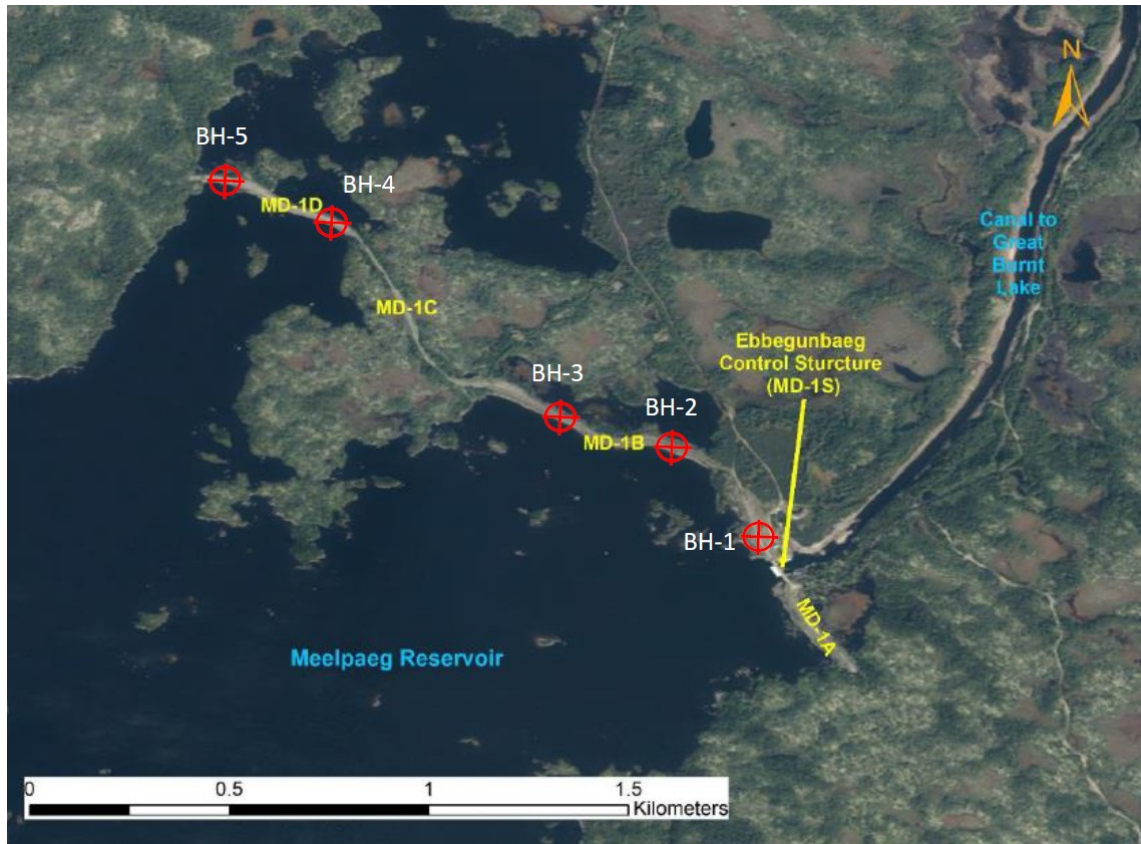 N
BH-5
BH-4
MD-1D
Canal to
Great
Burnt
Lake
MD-1C
Ebbegunbaeg
Control Sturcture
(MD-1S)
BH-3
BH-2
MD-1B
BH-1
MD-1A
Meelpaeg Reservoir
0 0.5 1 1.5
Kilometers